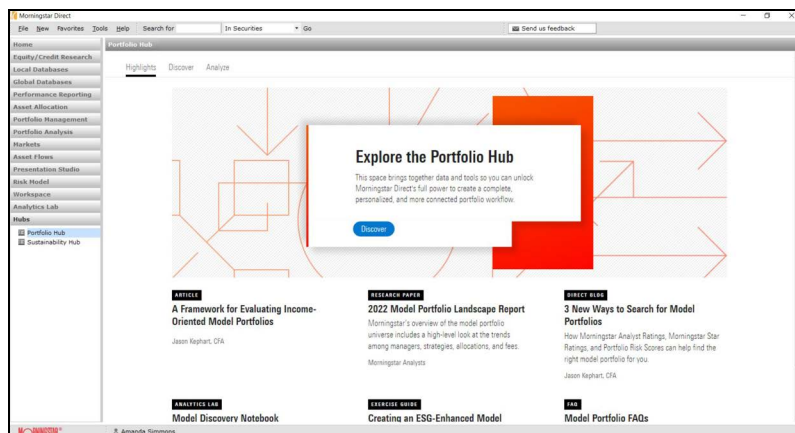 Morningstar Direct
File New Favorites Tools Help Search for In Securities Go Send us feedback
Home
Equity/Credit Research
Local Databases
Global Databases
Performance Reporting
Asset Allocation
Portfolio Management
Portfolio Analysis
Markets
Asset Flows
Presentation Studio
Risk Model
Workspace
Analytics Lab
Hubs
Portfolio Hub
Sustainability Hub
Portfolio Hub
Highlights Discover Analyze
Explore the Portfolio Hub
This space brings together data and tools so you can unlock
Morningstar Direct's full power to create a complete,
personalized, and more connected portfolio workflow.
Discover
ARTICLE
A Framework for Evaluating Income-
Oriented Model Portfolios
Jason Kephart, CFA
RESEARCH PAPER
2022 Model Portfolio Landscape Report
Morningstar's overview of the model portfolio
universe includes a high-level look at the trends
among managers, strategies, allocations, and fees.
Morningstar Analysts
DIRECT BLOG
3 New Ways to Search for Model
Portfolios
How Morningstar Analyst Ratings, Morningstar Star
Ratings, and Portfolio Risk Scores can help find the
right model portfolio for you.
Jason Kephart, CFA
ANALYTICS LAB
Model Discovery Notebook
EXERCISE GUIDE
Creating an ESG-Enhanced Model
FAQ
Model Portfolio FAQs
MORNINGSTAR®
Amanda Simmons